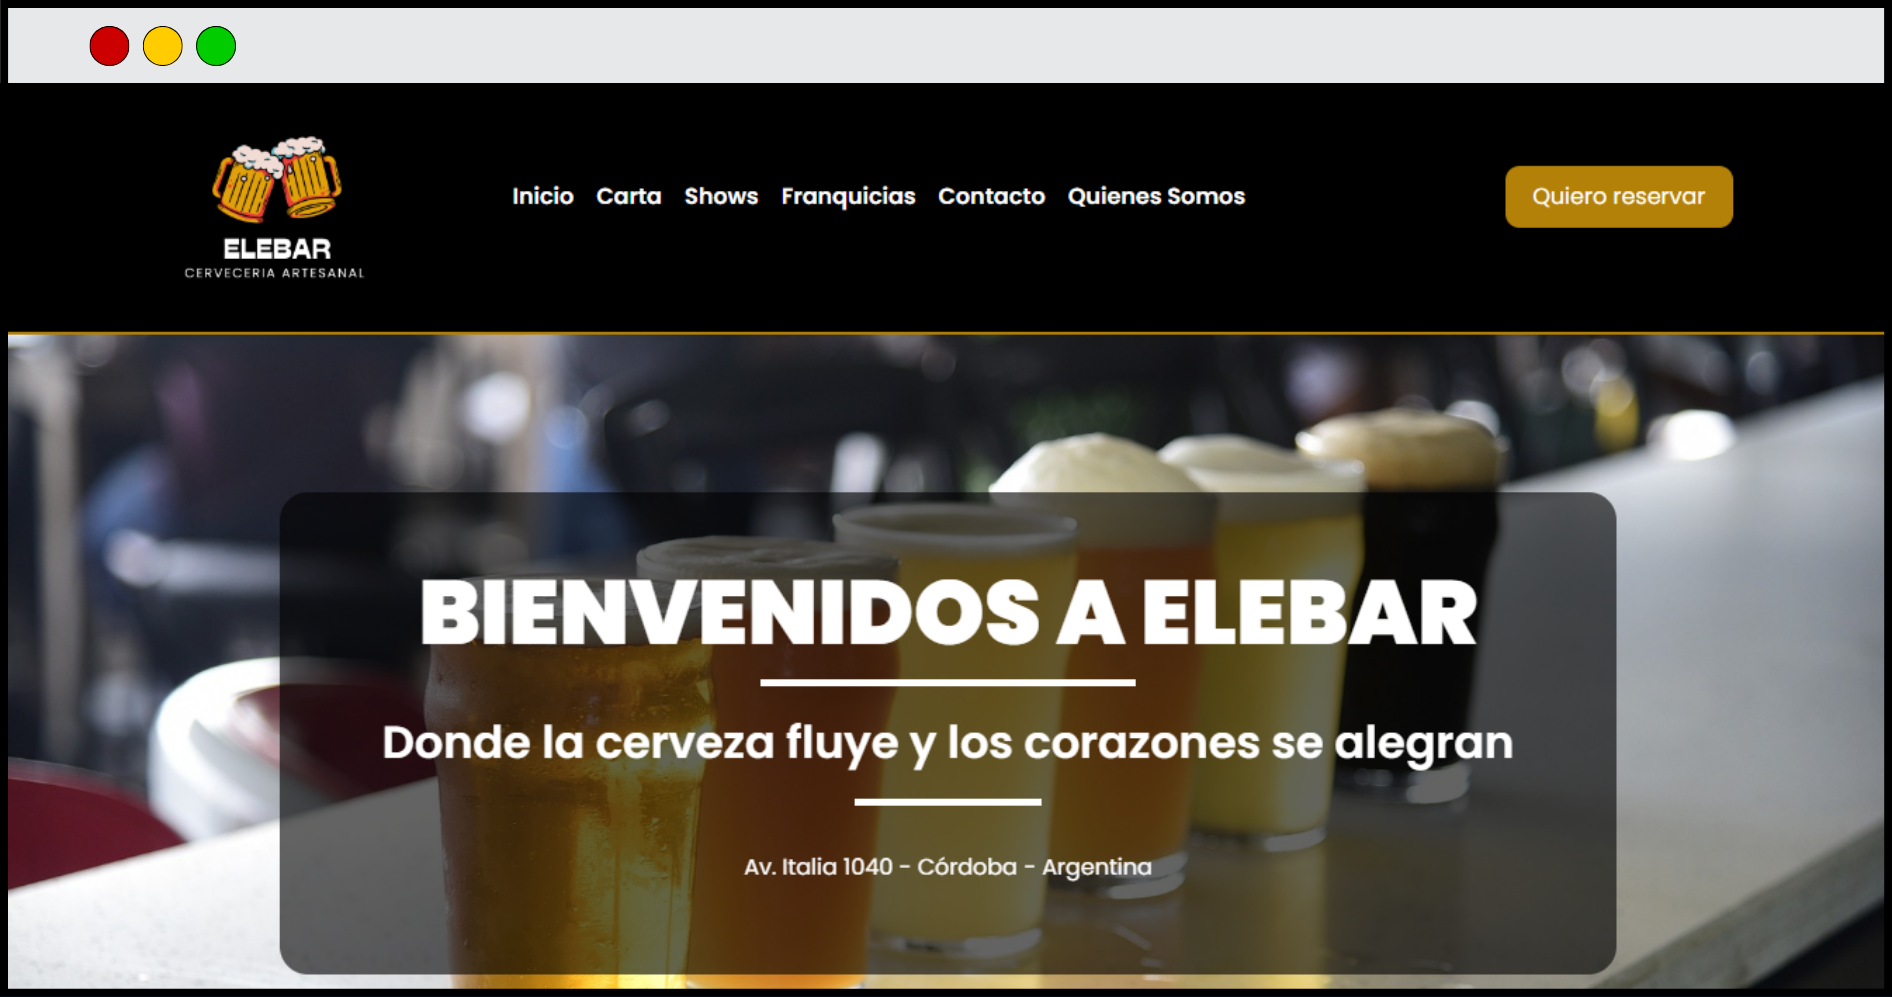 ELEBAR
CERVECERIA ARTESANAL
Inicio Carta Shows Franquicias Contacto Quienes Somos
Quiero reservar
BIENVENIDOS A ELEBAR
Donde la cerveza fluye y los corazones se alegran
Av. Italia 1040 - Córdoba - Argentina